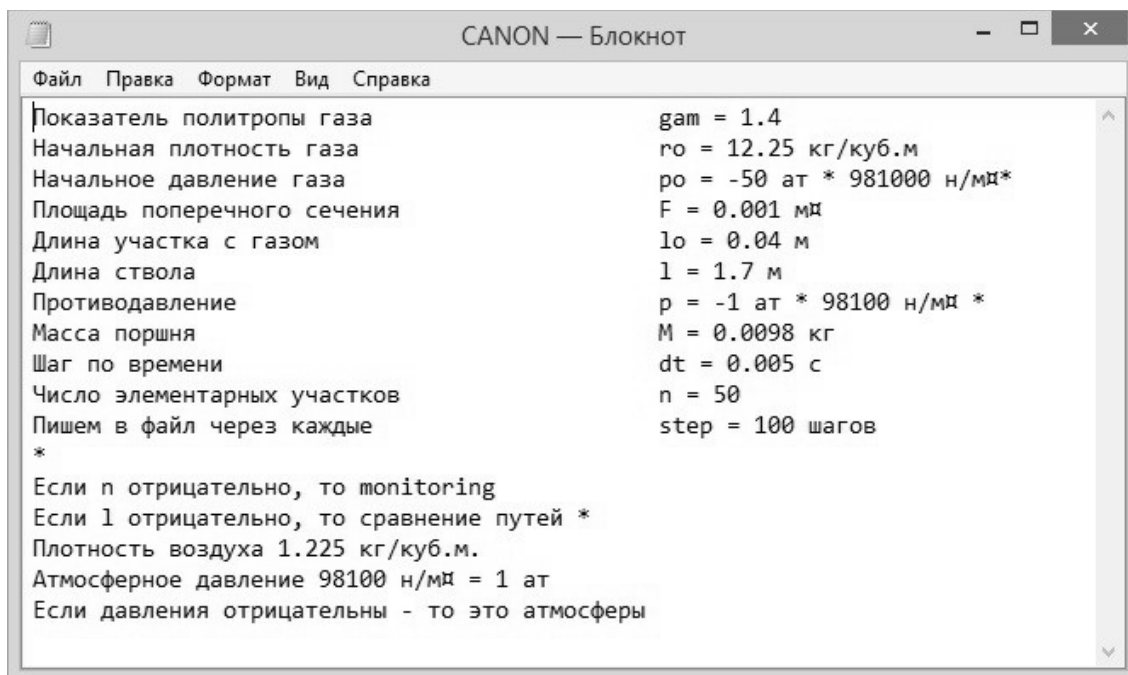 CANON — Блокнот
Файл Правка Формат Вид Справка
Показатель политропы газа gam = 1.4
Начальная плотность газа ro = 12.25 кг/куб.м
Начальное давление газа po = -50 ат * 981000 н/м¤*
Площадь поперечного сечения F = 0.001 м¤
Длина участка с газом lo = 0.04 м
Длина ствола l = 1.7 м
Противодавление p = -1 ат * 98100 н/м¤ *
Масса поршня M = 0.0098 кг
Шаг по времени dt = 0.005 с
Число элементарных участков n = 50
Пишем в файл через каждые step = 100 шагов
*
Если n отрицательно, то monitoring
Если l отрицательно, то сравнение путей *
Плотность воздуха 1.225 кг/куб.м.
Атмосферное давление 98100 н/м¤ = 1 ат
Если давления отрицательны - то это атмосферы